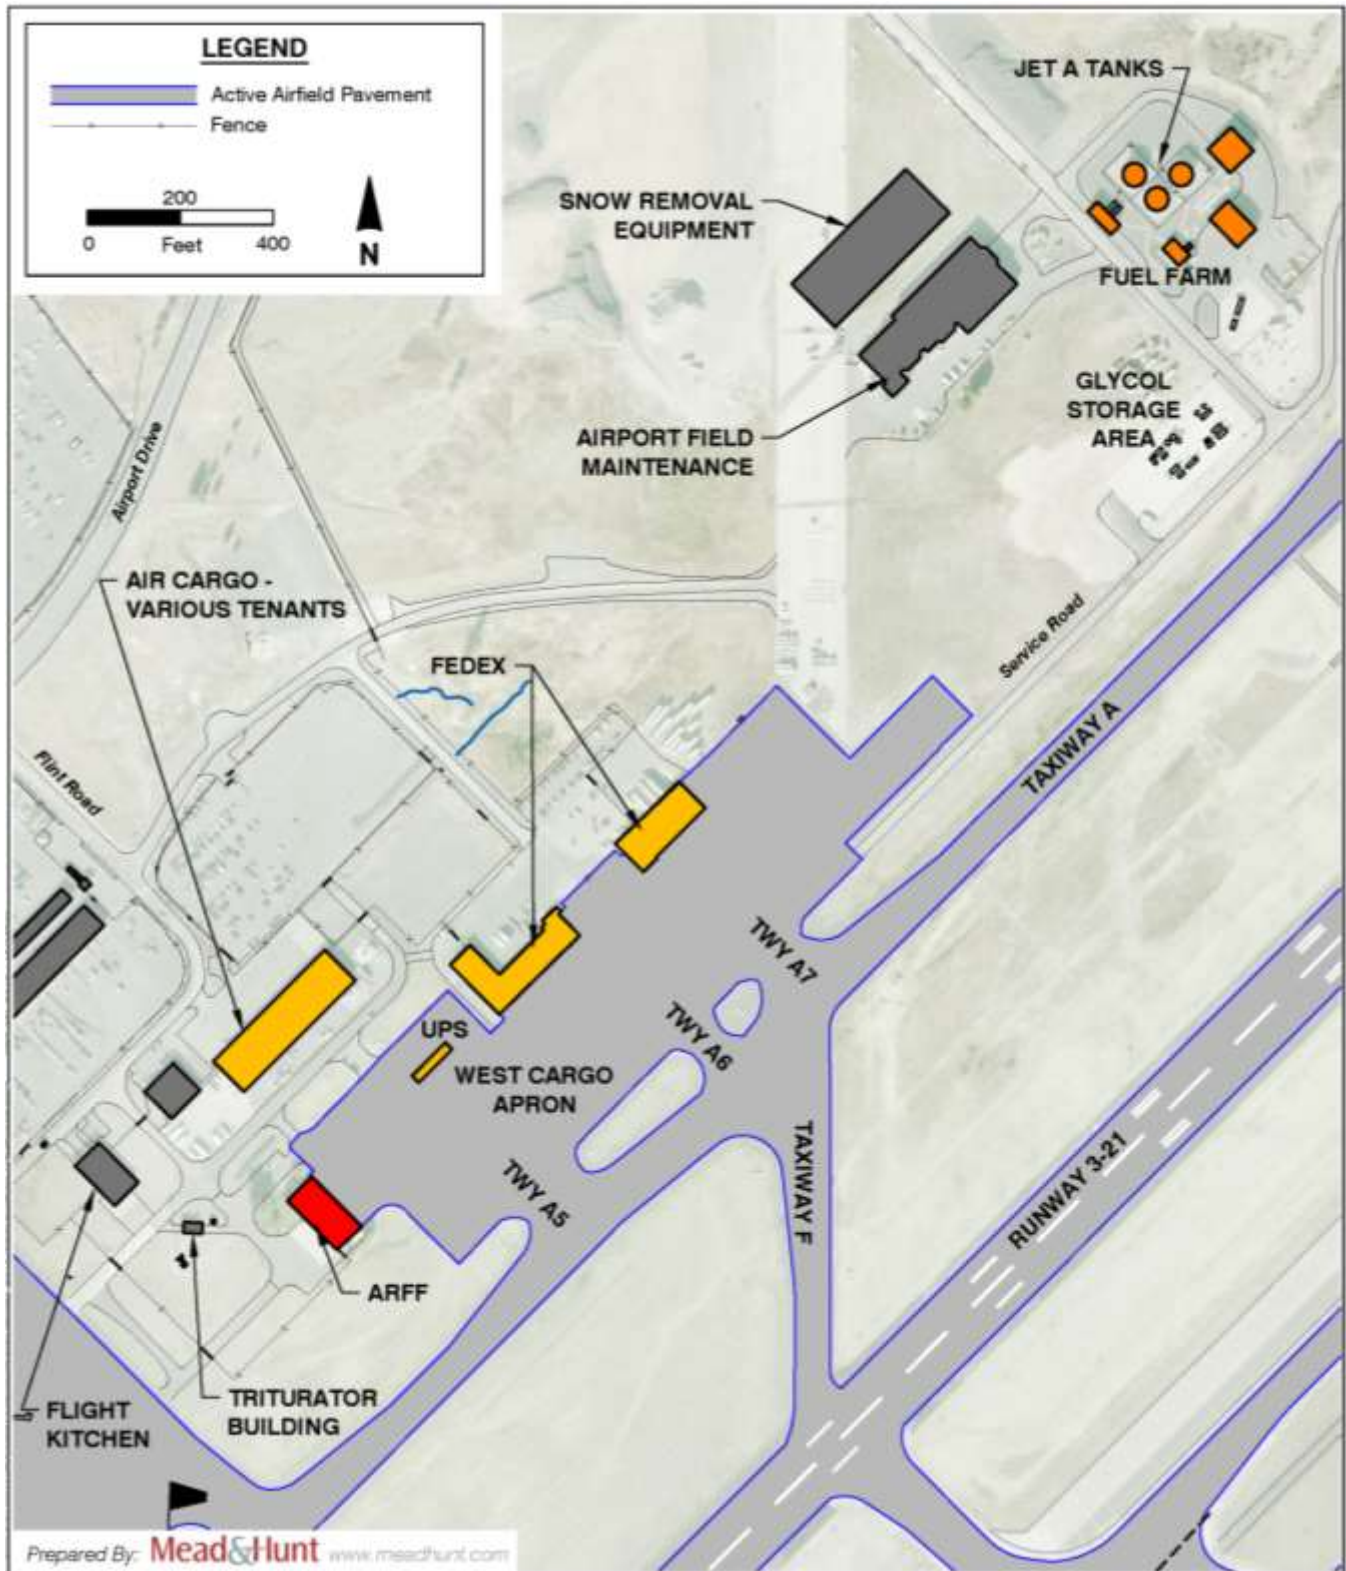 LEGEND
Active Airfield Pavement
Fence
200
0 Feet 400
N
JET A TANKS
SNOW REMOVAL
EQUIPMENT
FUEL FARM
GLYCOL
STORAGE
AREA
AIRPORT FIELD
MAINTENANCE
Airport Drive
AIR CARGO -
VARIOUS TENANTS
Service Road
FEDEX
TAXIWAY A
Flint Road
TWY A7
UPS
TWY A6
WEST CARGO
APRON
TWY A5
TAXIWAY F
RUNWAY 3-21
ARFF
TRITURATOR
BUILDING
FLIGHT
KITCHEN
Prepared By: Mead&Hunt www.meadhunt.com